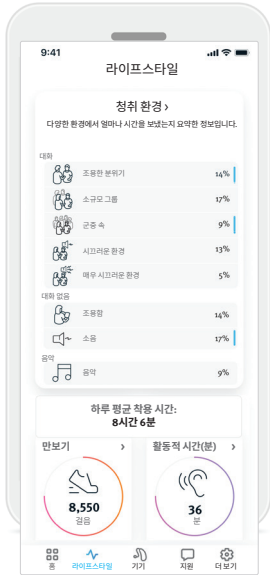 9:41
라이프스타일
청취 환경 ›
다양한 환경에서 얼마나 시간을 보냈는지 요약한 정보입니다.
대화
조용한 분위기 14%
소규모 그룹 17%
군중 속 9%
시끄러운 환경 13%
매우 시끄러운 환경 5%
대화 없음
조용함 14%
소음 17%
음악
음악 9%
하루 평균 착용 시간:
8시간 6분
만보기 › 활동적 시간(분) ›
8,550 36
걸음 분
홈 라이프스타일 기기 지원 더 보기